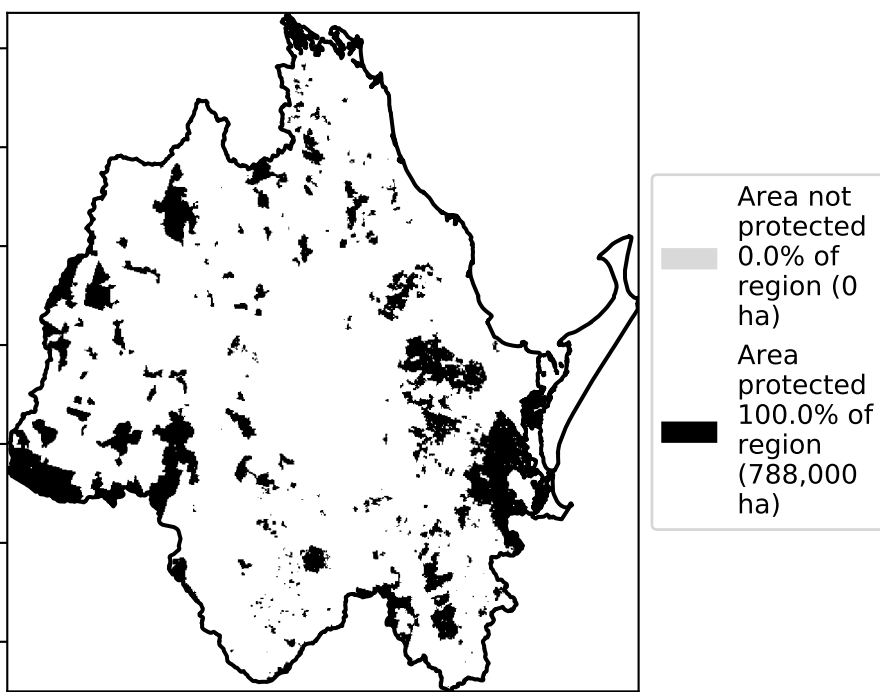 Area not
protected
0.0% of
region (0
ha)
Area
protected
100.0% of
region
(788,000
ha)